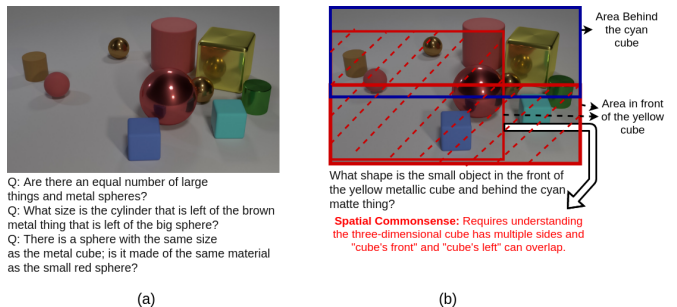 Q: Are there an equal number of large
things and metal spheres?
Q: What size is the cylinder that is left of the brown
metal thing that is left of the big sphere?
Q: There is a sphere with the same size
as the metal cube; is it made of the same material
as the small red sphere?
(a)
Area Behind
the cyan
cube
Area in front
of the yellow
cube
What shape is the small object in the front of
the yellow metallic cube and behind the cyan
matte thing?
Spatial Commonsense: Requires understanding
the three-dimensional cube has multiple sides and
"cube's front" and "cube's left" can overlap.
(b)